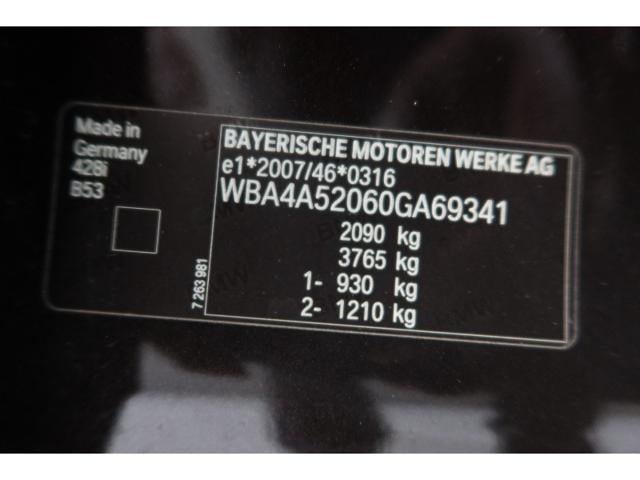 Made in
Germany
428i
B53
7 263 981
BAYERISCHE MOTOREN WERKE AG
e1*2007/46*0316
WBA4A52060GA69341
2090 kg
3765 kg
1- 930 kg
2- 1210 kg